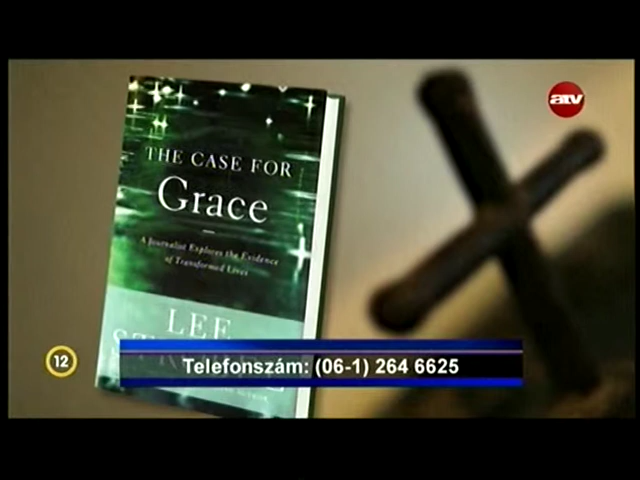 atv
THE CASE FOR
Grace
A Journalist Explores the Evidence
of Transformed Lives
LEE
Telefonszám: (06-1) 264 6625
12